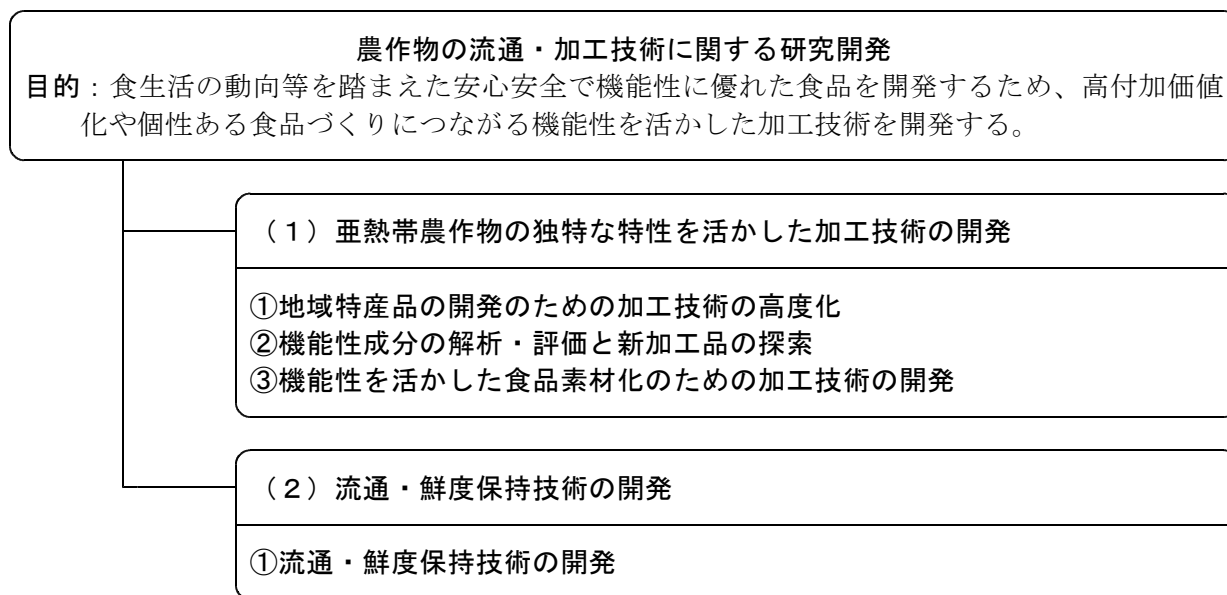 農作物の流通・加工技術に関する研究開発
目的：食生活の動向等を踏まえた安心安全で機能性に優れた食品を開発するため、高付加価値
化や個性ある食品づくりにつながる機能性を活かした加工技術を開発する。
（１）亜熱帯農作物の独特な特性を活かした加工技術の開発
①地域特産品の開発のための加工技術の高度化
②機能性成分の解析・評価と新加工品の探索
③機能性を活かした食品素材化のための加工技術の開発
（２）流通・鮮度保持技術の開発
①流通・鮮度保持技術の開発